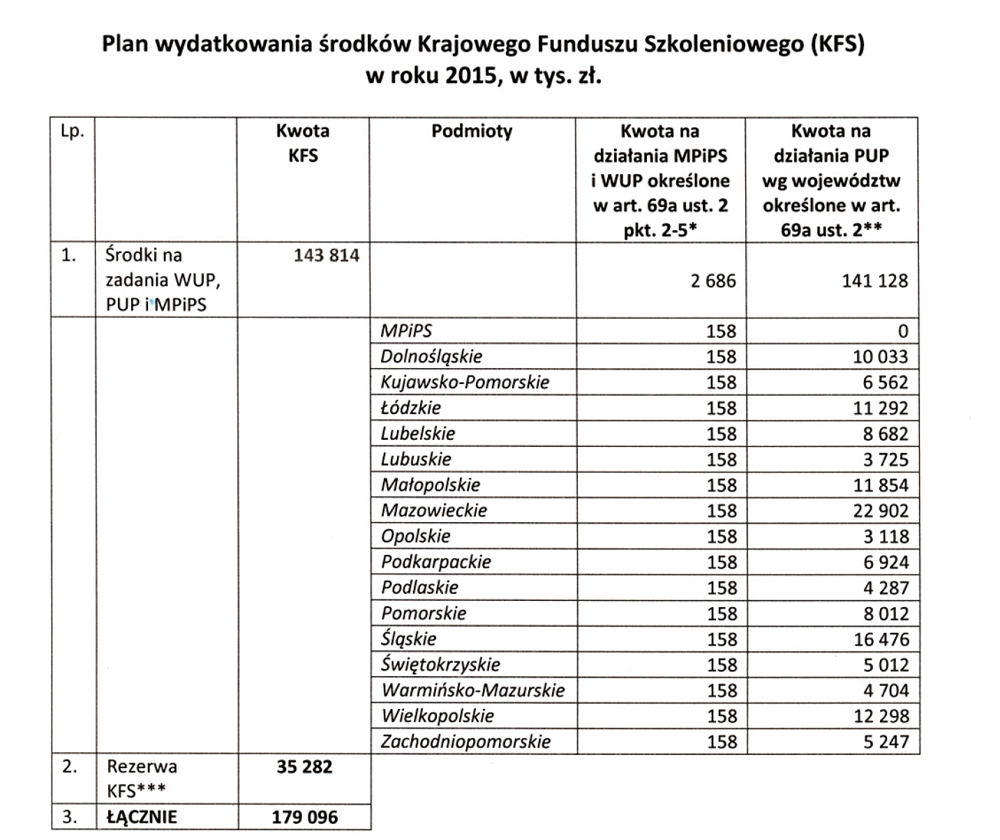 Plan wydatkowania środków Krajowego Funduszu Szkoleniowego (KFS)
w roku 2015, w tys. zł.
Lp.
Kwota
KFS
Podmioty
Kwota na
działania MPiPS
i WUP określone
w art. 69a ust. 2
pkt. 2-5*
Kwota na
działania PUP
wg województw
określone w art.
69a ust. 2**
1.
Środki na
zadania WUP,
PUP i MPiPS
143 814
2 686
141 128
MPiPS 158 0
Dolnośląskie 158 10 033
Kujawsko-Pomorskie 158 6 562
Łódzkie 158 11 292
Lubelskie 158 8 682
Lubuskie 158 3 725
Małopolskie 158 11 854
Mazowieckie 158 22 902
Opolskie 158 3 118
Podkarpackie 158 6 924
Podlaskie 158 4 287
Pomorskie 158 8 012
Śląskie 158 16 476
Świętokrzyskie 158 5 012
Warmińsko-Mazurskie 158 4 704
Wielkopolskie 158 12 298
Zachodniopomorskie 158 5 247
2.
Rezerwa
KFS***
35 282
3. ŁĄCZNIE 179 096